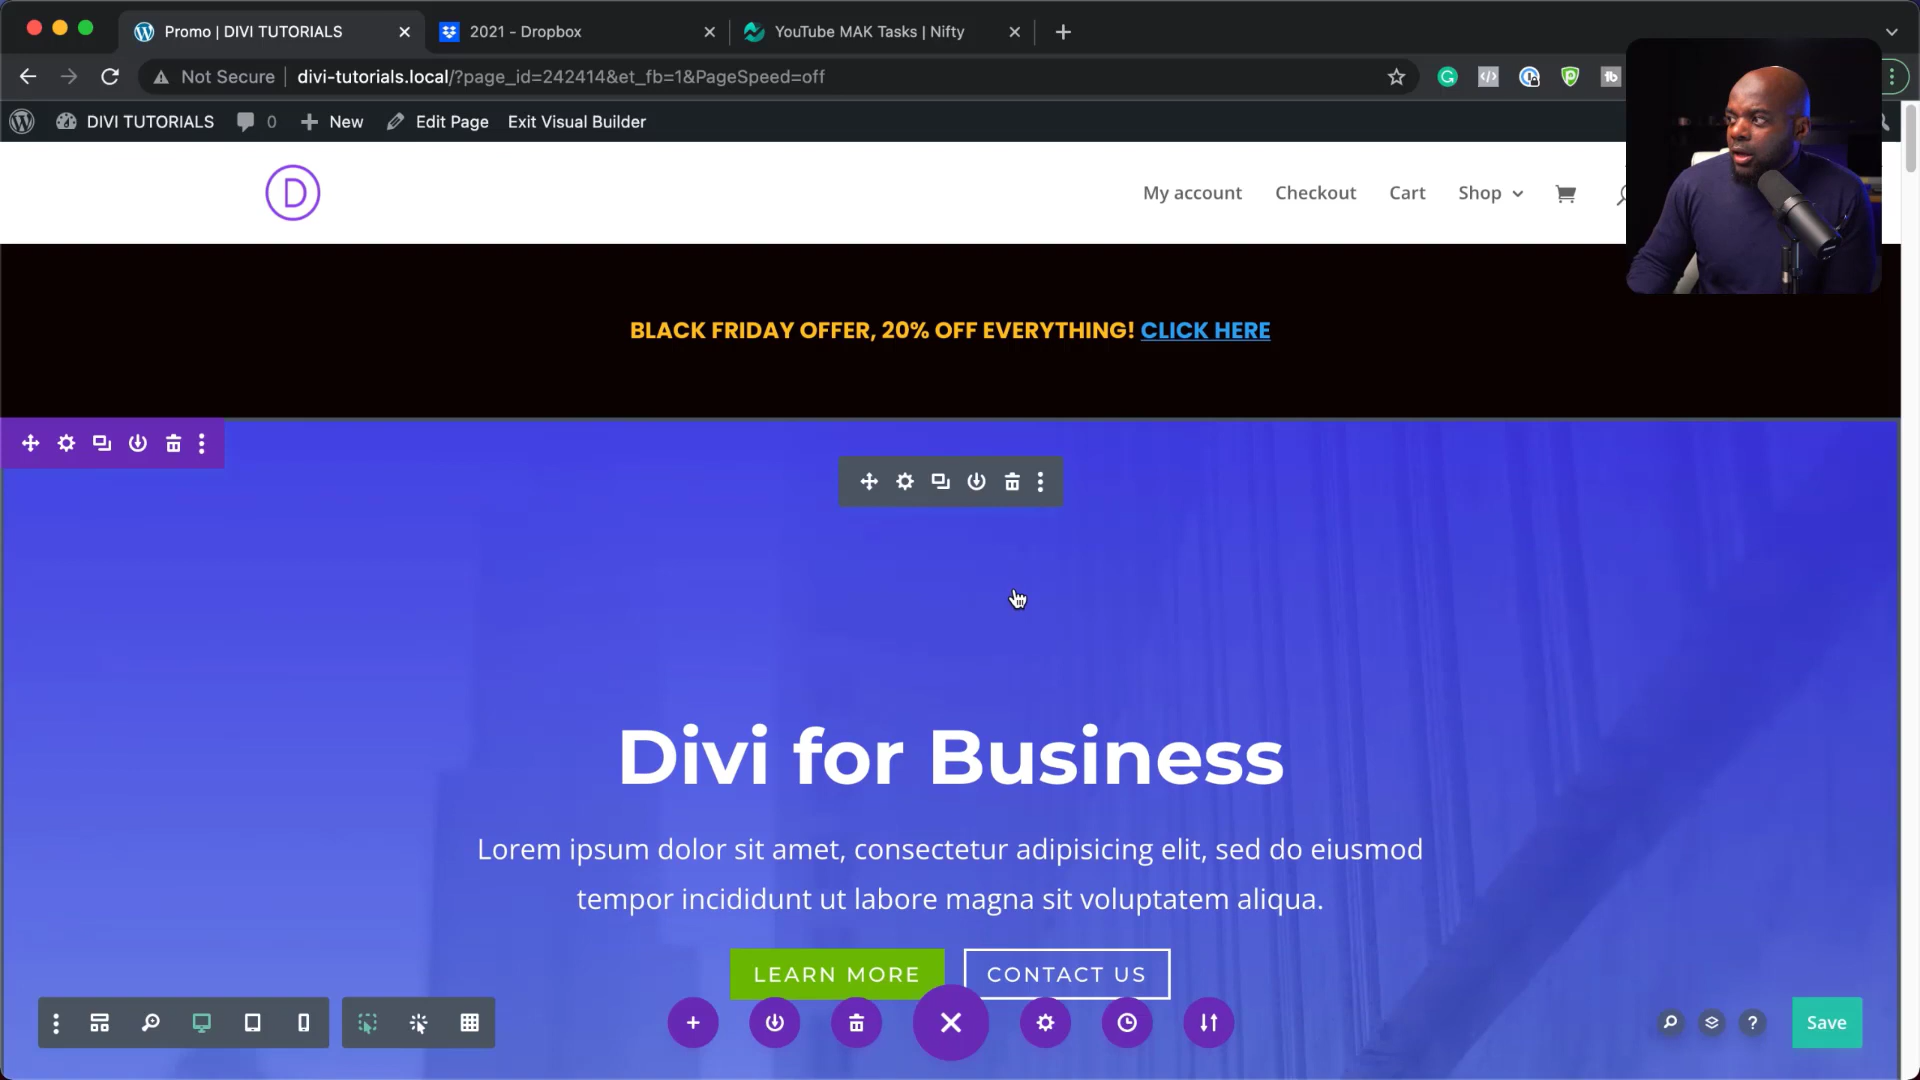 Promo | DIVI TUTORIALS
2021 - Dropbox
YouTube MAK Tasks | Nifty
Not Secure
divi-tutorials.local/?page_id=242414&et_fb=1&PageSpeed=off
DIVI TUTORIALS
0
New
Edit Page
Exit Visual Builder
D
My account
Checkout
Cart
Shop
BLACK FRIDAY OFFER, 20% OFF EVERYTHING! CLICK HERE
Divi for Business
Lorem ipsum dolor sit amet, consectetur adipisicing elit, sed do eiusmod
tempor incididunt ut labore magna sit voluptatem aliqua.
LEARN MORE
CONTACT US
Save